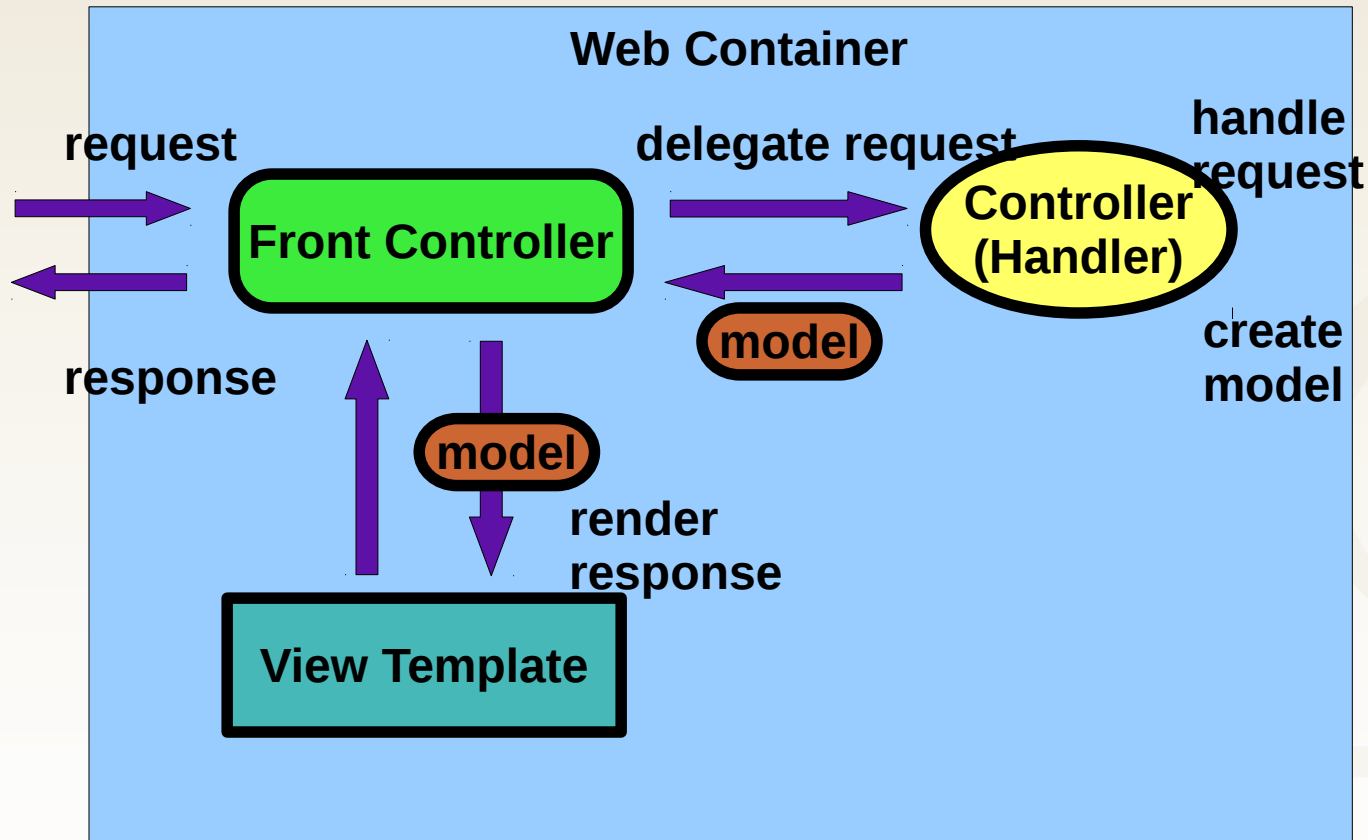 Web Container
request
delegate request
handle
request
Front Controller
Controller
(Handler)
response
model
create
model
model
render
response
View Template